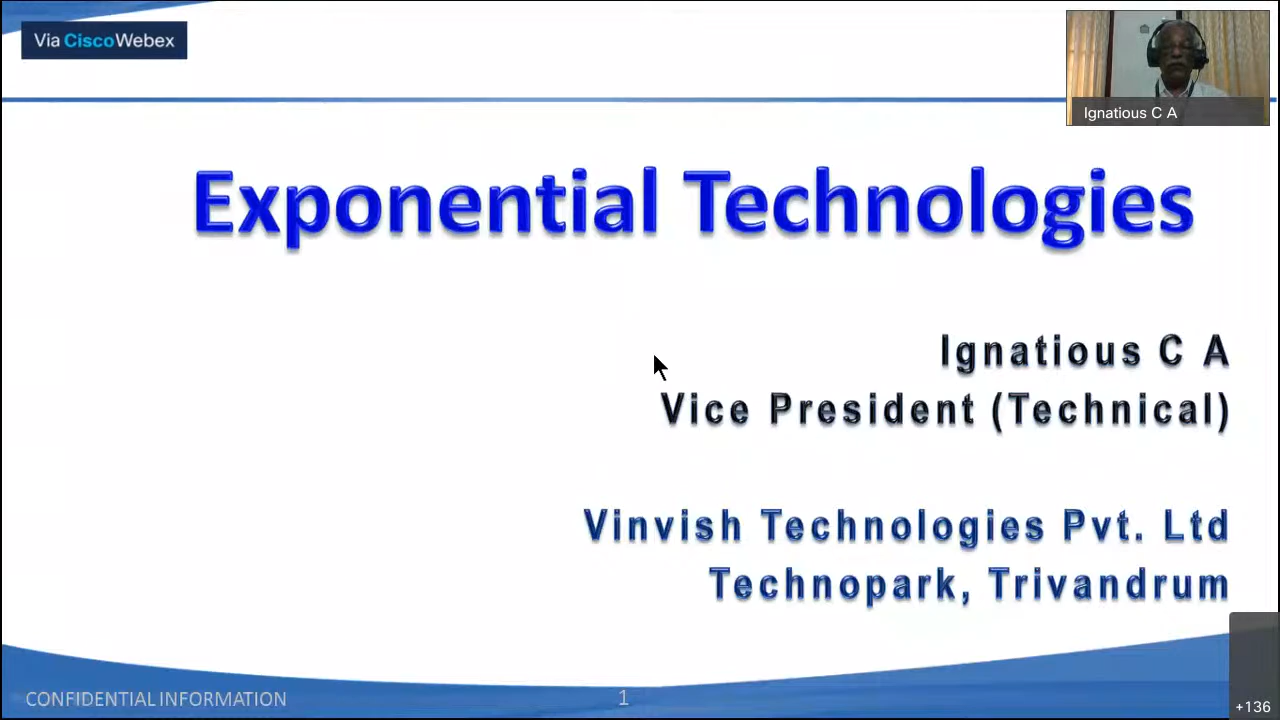 Via CiscoWebex
Ignatious C A
Exponential Technologies
Ignatious C A
Vice President (Technical)
Vinvish Technologies Pvt. Ltd
Technopark, Trivandrum
CONFIDENTIAL INFORMATION
1
+136